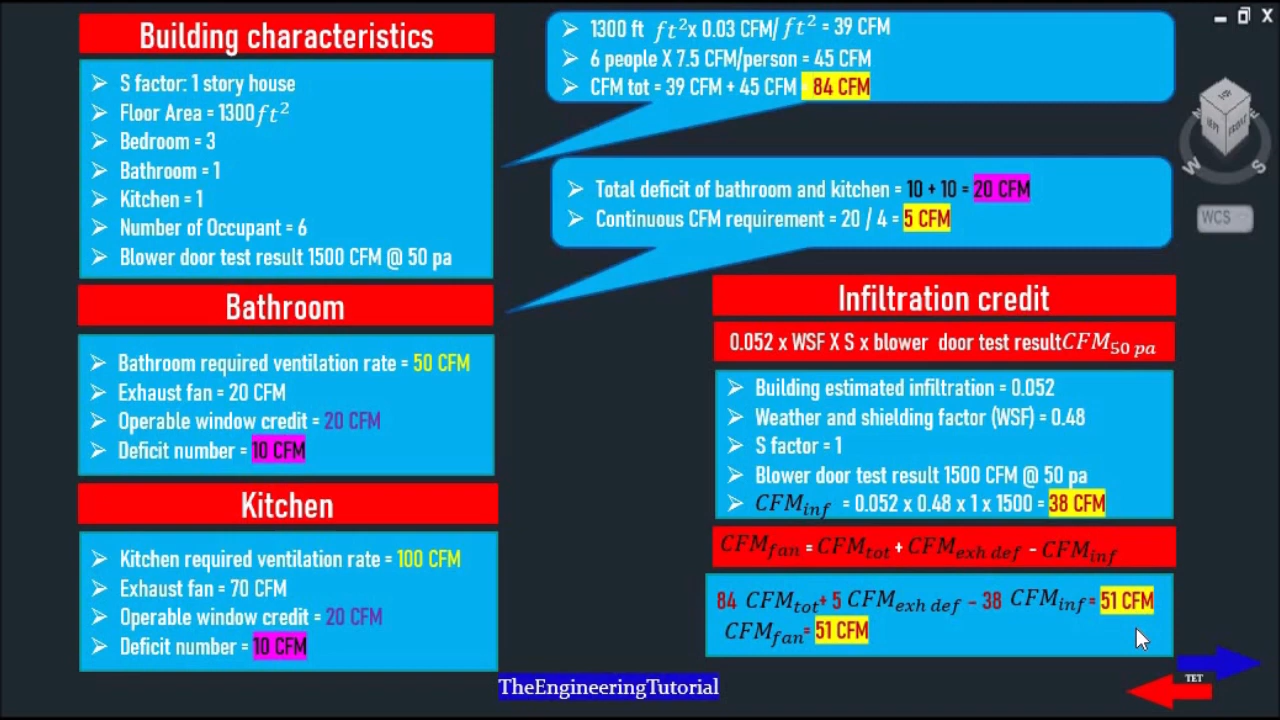 Building characteristics
S factor: 1 story house
Floor Area = 1300ft²
Bedroom = 3
Bathroom = 1
Kitchen = 1
Number of Occupant = 6
Blower door test result 1500 CFM @ 50 pa
Bathroom
Bathroom required ventilation rate = 50 CFM
Exhaust fan = 20 CFM
Operable window credit = 20 CFM
Deficit number = 10 CFM
Kitchen
Kitchen required ventilation rate = 100 CFM
Exhaust fan = 70 CFM
Operable window credit = 20 CFM
Deficit number = 10 CFM
1300 ft ft²x 0.03 CFM/ft² = 39 CFM
6 people X 7.5 CFM/person = 45 CFM
CFM tot = 39 CFM + 45 CFM = 84 CFM
Total deficit of bathroom and kitchen = 10 + 10 = 20 CFM
Continuous CFM requirement = 20 / 4 = 5 CFM
Infiltration credit
0.052 x WSF X S x blower door test resultCFM50 pa
Building estimated infiltration = 0.052
Weather and shielding factor (WSF) = 0.48
S factor = 1
Blower door test result 1500 CFM @ 50 pa
CFMinf = 0.052 x 0.48 x 1 x 1500 = 38 CFM
CFMfan = CFMtot + CFMexh def – CFMinf
84 CFMtot+ 5 CFMexh def – 38 CFMinf= 51 CFM
CFMfan= 51 CFM
TheEngineeringTutorial
TET
W
S
WCS